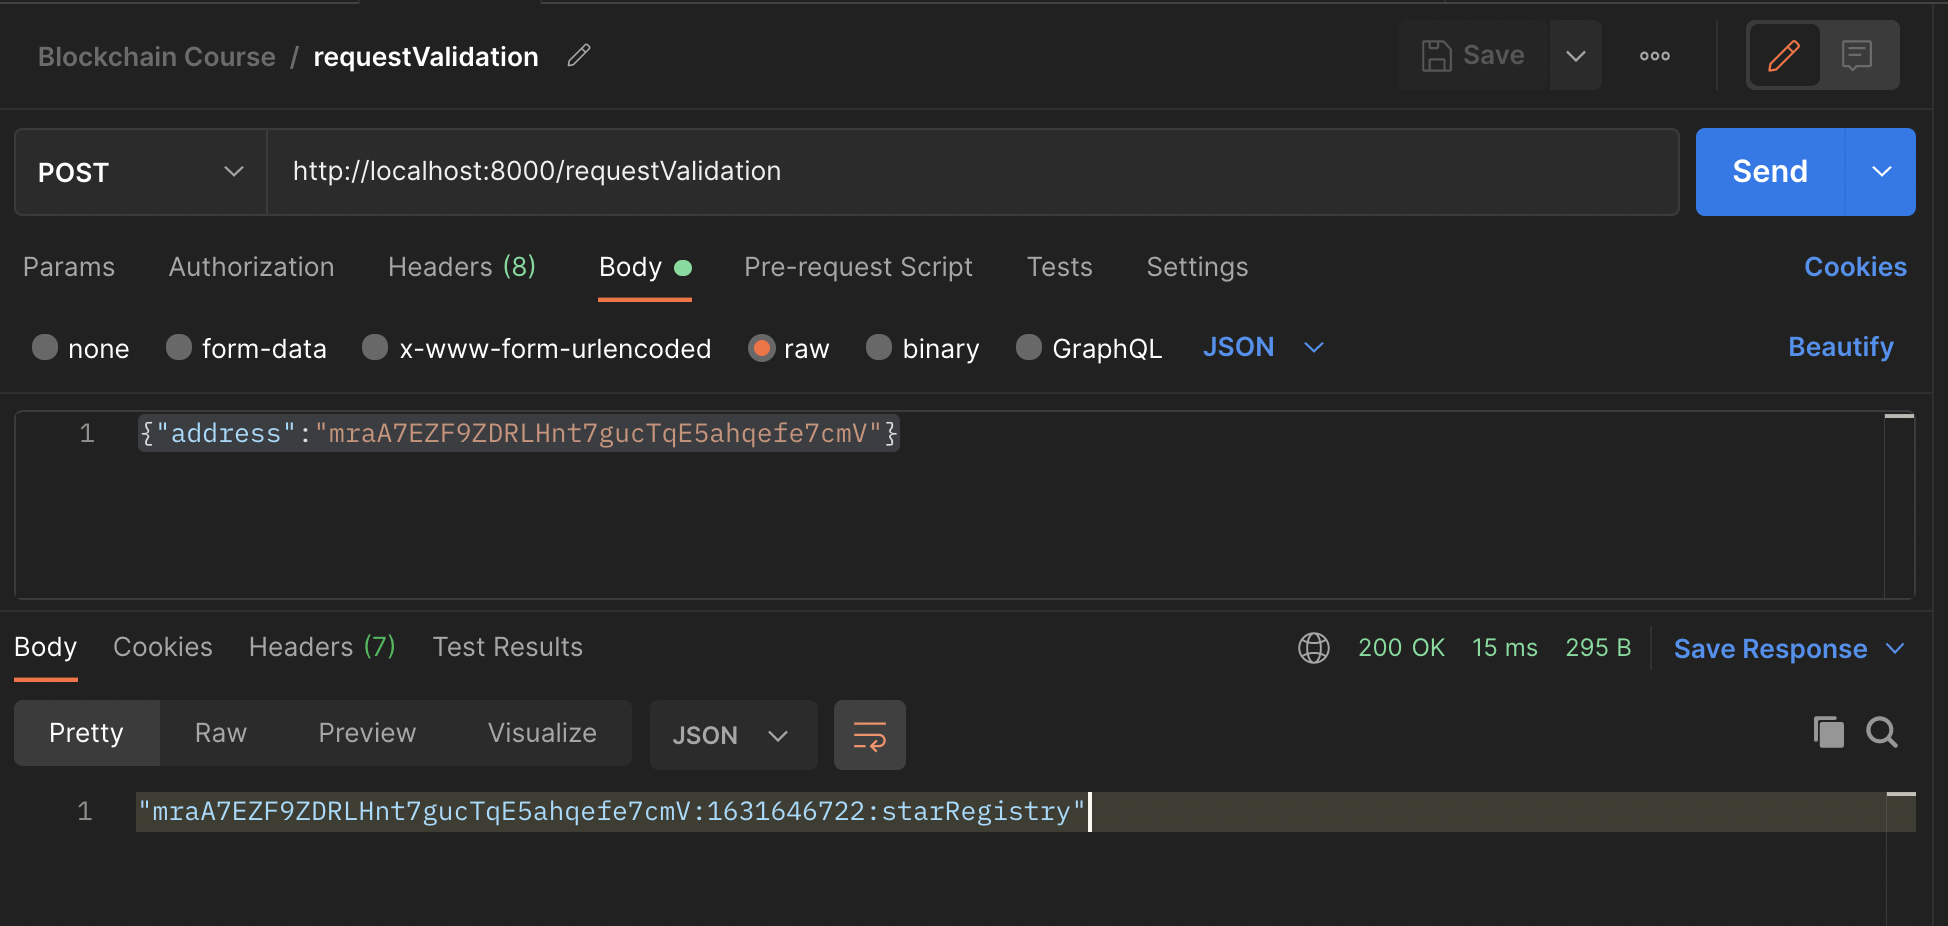 Blockchain Course / requestValidation
Save
POST
http://localhost:8000/requestValidation
Send
Params Authorization Headers (8) Body Pre-request Script Tests Settings Cookies
none form-data x-www-form-urlencoded raw binary GraphQL JSON Beautify
1 {"address":"mraA7EZF9ZDRLHnt7gucTqE5ahqefe7cmV"}
Body Cookies Headers (7) Test Results 200 OK 15 ms 295 B Save Response
Pretty Raw Preview Visualize JSON
1 "mraA7EZF9ZDRLHnt7gucTqE5ahqefe7cmV:1631646722:starRegistry"